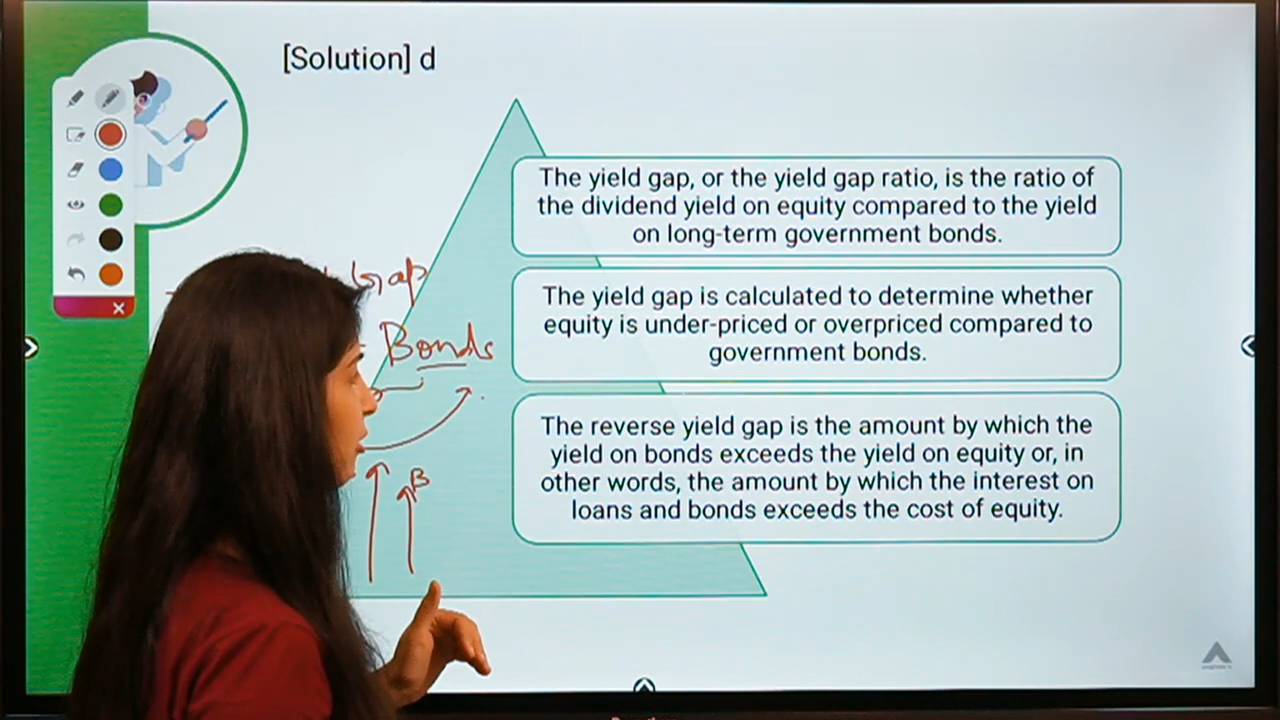 [Solution] d
The yield gap, or the yield gap ratio, is the ratio of
the dividend yield on equity compared to the yield
on long-term government bonds.
Gap
Bonds
The yield gap is calculated to determine whether
equity is under-priced or overpriced compared to
government bonds.
The reverse yield gap is the amount by which the
yield on bonds exceeds the yield on equity or, in
other words, the amount by which the interest on
loans and bonds exceeds the cost of equity.
B